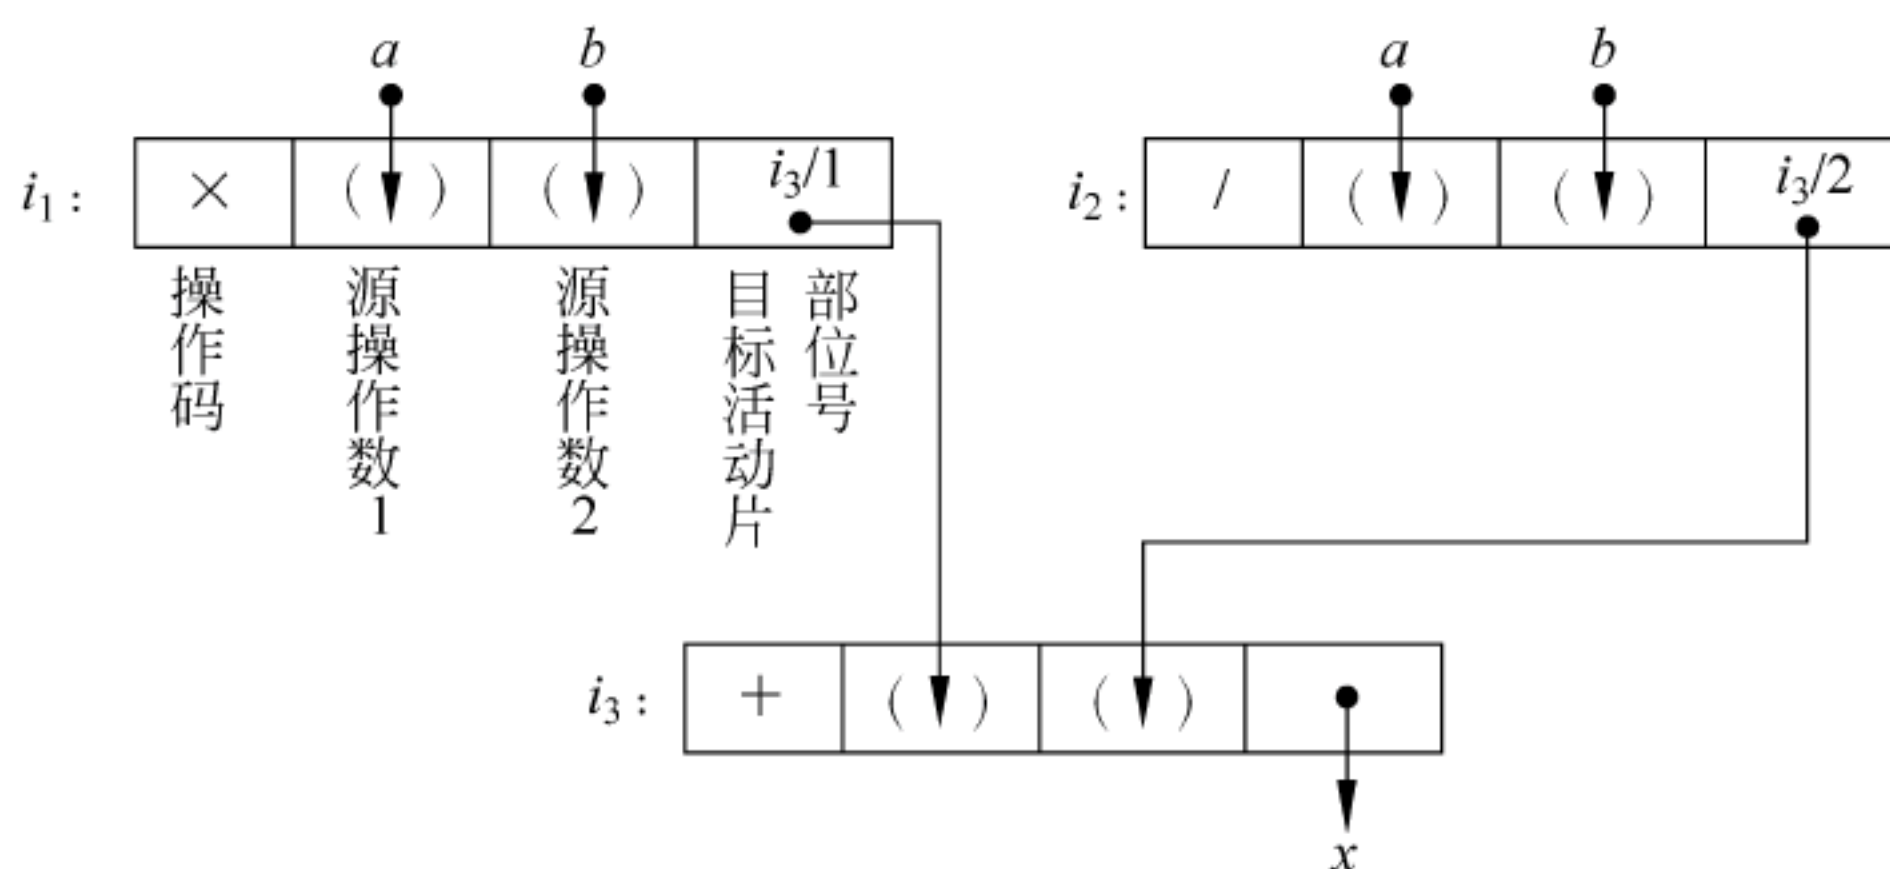 a b a b
i₁: × ( ) ( ) i₃/1 i₂: / ( ) ( ) i₃/2
操作码 源操作数1 源操作数2 目标活动片 部位号
i₃: + ( ) ( )
x